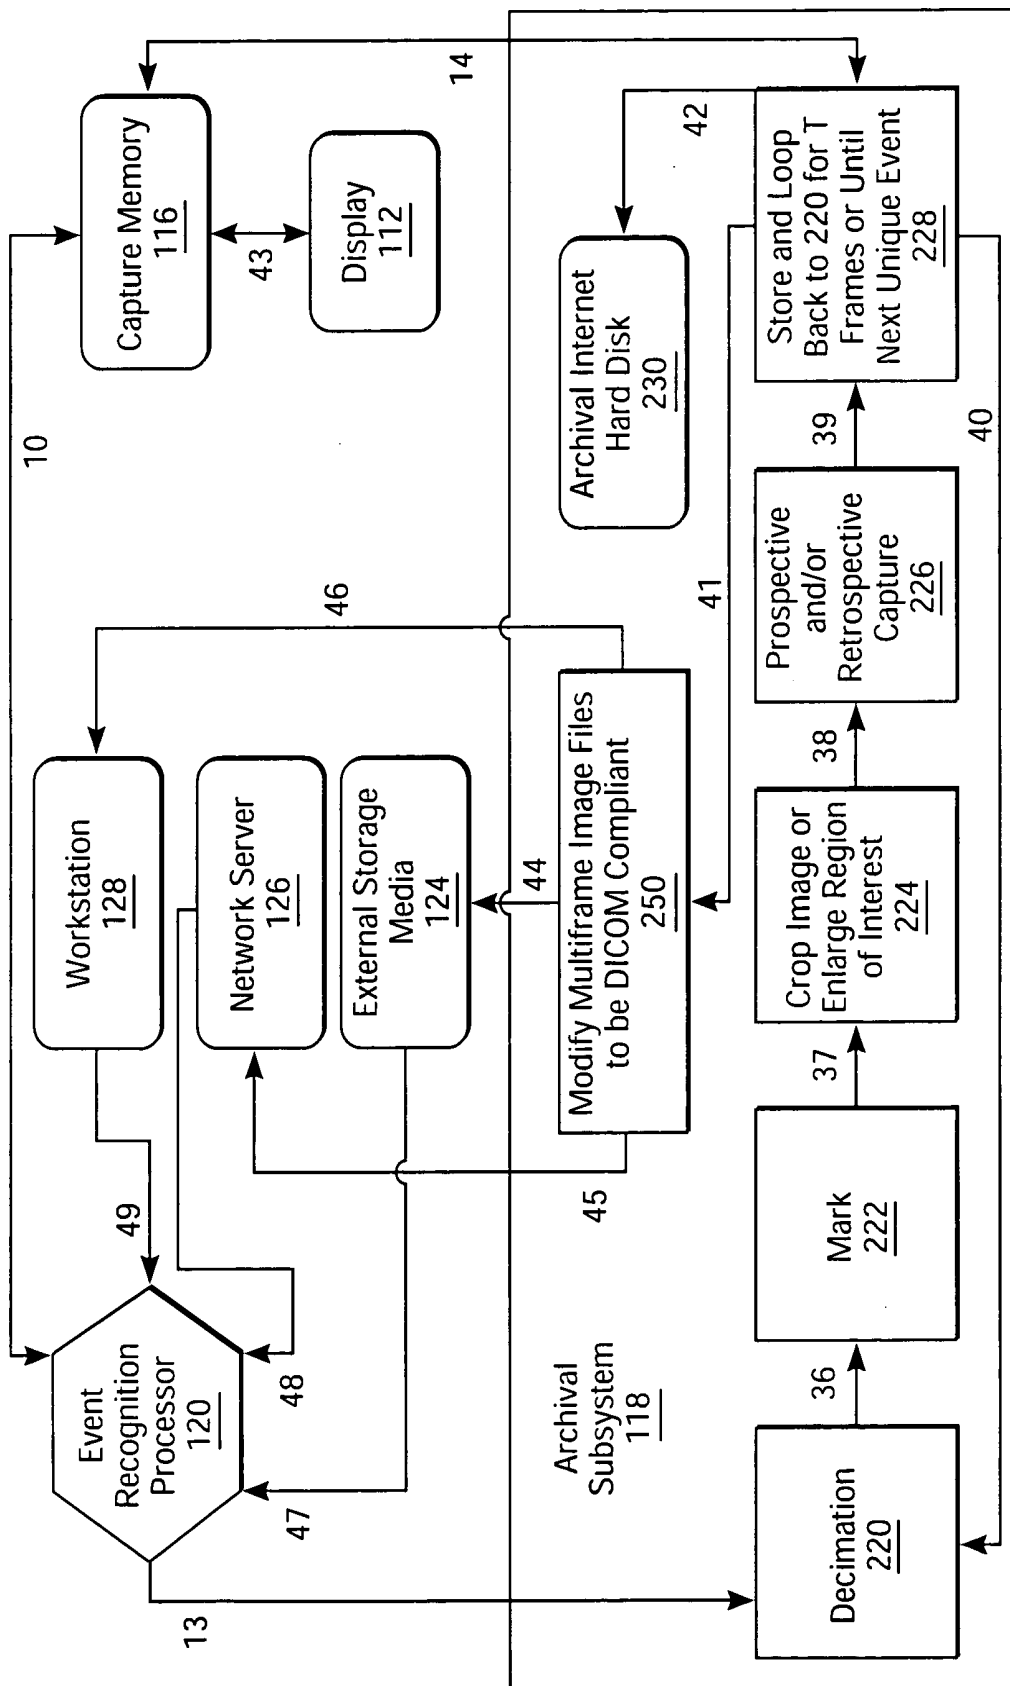 10
Event
Recognition
Processor
120
49
48
47
13
Workstation
128
Network Server
126
External Storage
Media
124
46
44
45
Capture Memory
116
43
Display
112
14
Archival
Subsystem
118
Modify Multiframe Image Files
to be DICOM Compliant
250
41
Archival Internet
Hard Disk
230
42
Decimation
220
36
Mark
222
37
Crop Image or
Enlarge Region
of Interest
224
38
Prospective
and/or
Retrospective
Capture
226
39
Store and Loop
Back to 220 for T
Frames or Until
Next Unique Event
228
40